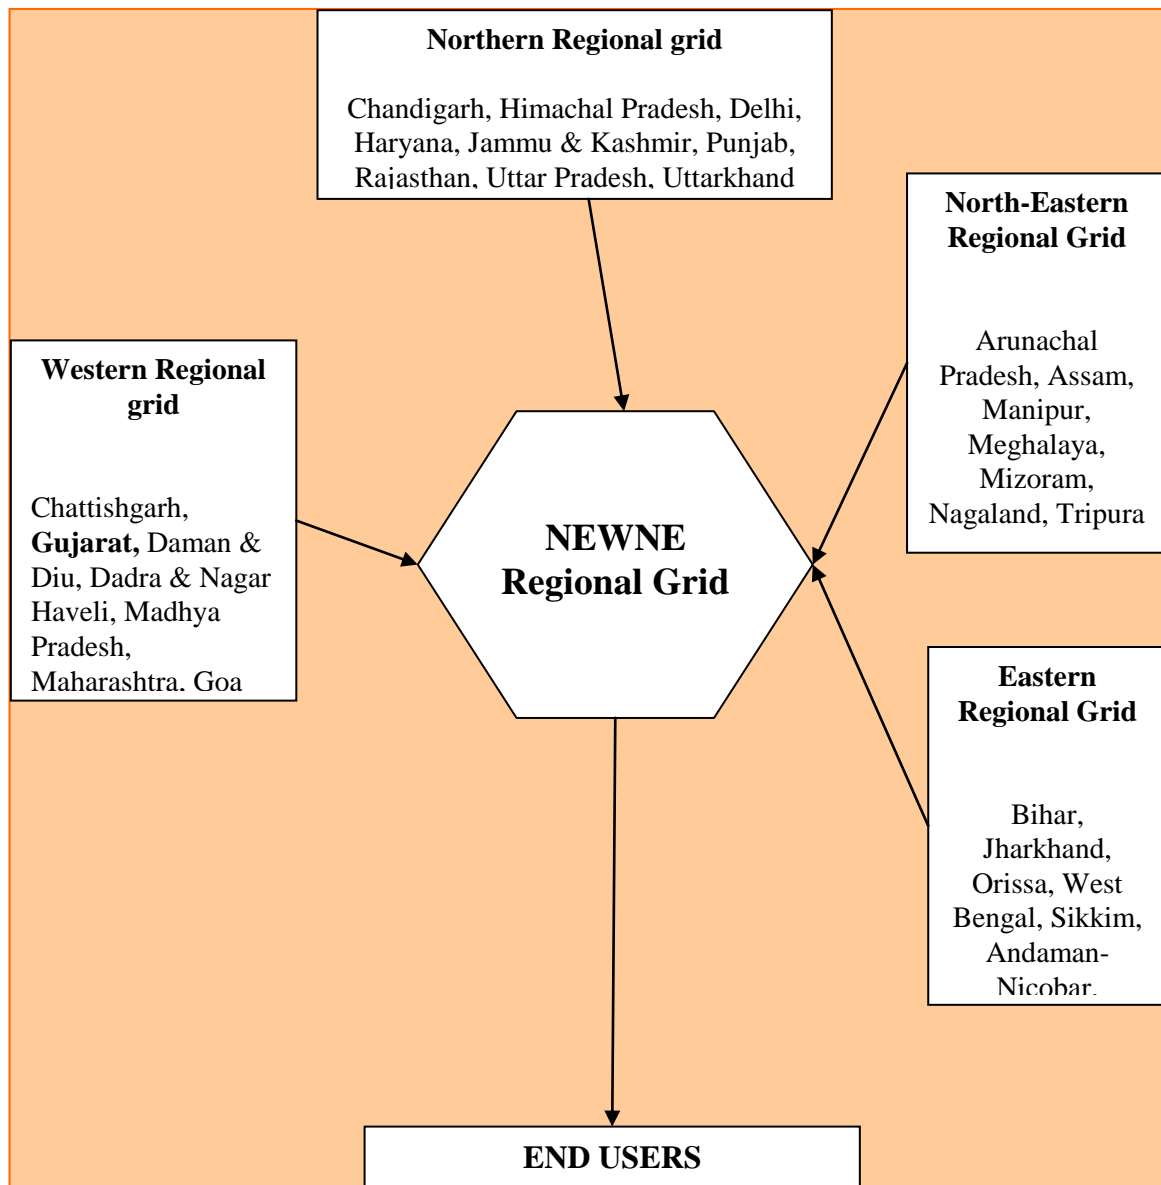 Northern Regional grid
Chandigarh, Himachal Pradesh, Delhi,
Haryana, Jammu & Kashmir, Punjab,
Rajasthan, Uttar Pradesh, Uttarkhand
North-Eastern
Regional Grid
Arunachal
Pradesh, Assam,
Manipur,
Meghalaya,
Mizoram,
Nagaland, Tripura
Western Regional
grid
Chattishgarh,
Gujarat, Daman &
Diu, Dadra & Nagar
Haveli, Madhya
Pradesh,
Maharashtra, Goa
NEWNE
Regional Grid
Eastern
Regional Grid
Bihar,
Jharkhand,
Orissa, West
Bengal, Sikkim,
Andaman-
Nicobar,
END USERS